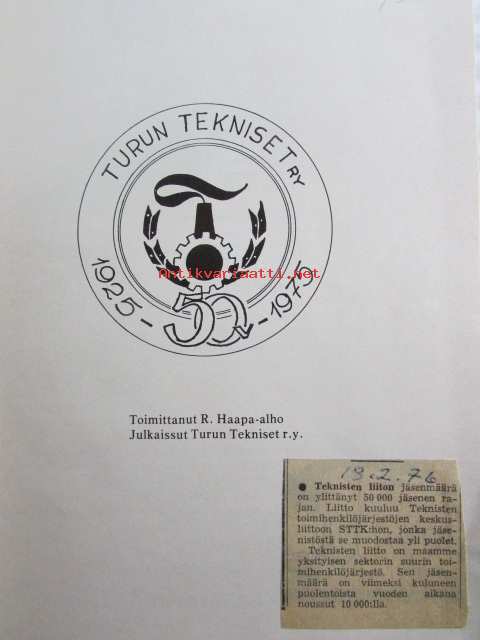 TURUN TEKNISET RY
1925-50-1975
Antikvariaatti.net
Toimittanut R. Haapa-alho
Julkaissut Turun Tekniset r.y.
19.2.76
● Teknisten liiton jäsenmäärä
on ylittänyt 50 000 jäsenen ra-
jan. Liitto kuuluu Teknisten
toimihenkilöjärjestöjen keskus-
liittoon STTK:hon, jonka jäse-
nistöstä se muodostaa yli puolet.
Teknisten liitto on maamme
yksityisen sektorin suurin toi-
mihenkilöjärjestö. Sen jäsen-
määrä on viimeksi kuluneen
puolentoista vuoden aikana
noussut 10 000:lla.